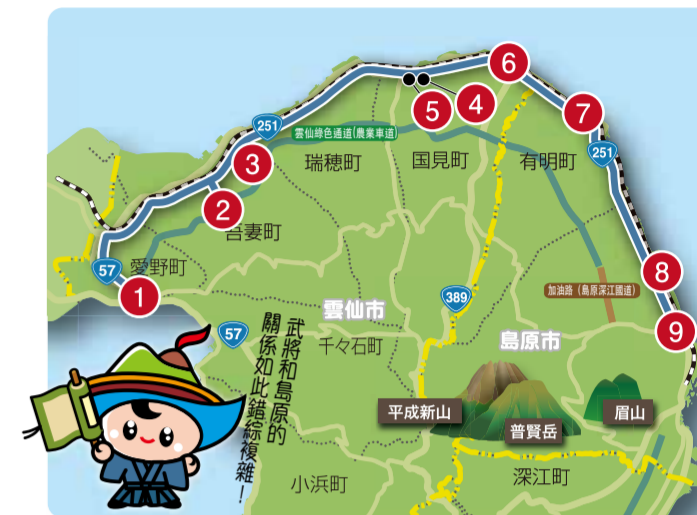 6
5
4
7
251
雲仙綠色通道(農業車道)
3
瑞穂町
国見町
有明町
251
2
吾妻町
57
愛野町
1
389
加油路(島原深江國道)
8
9
雲仙市
57
千々石町
島原市
武將和島原的
關係如此錯綜複雜!
平成新山
普賢岳
眉山
小浜町
深江町